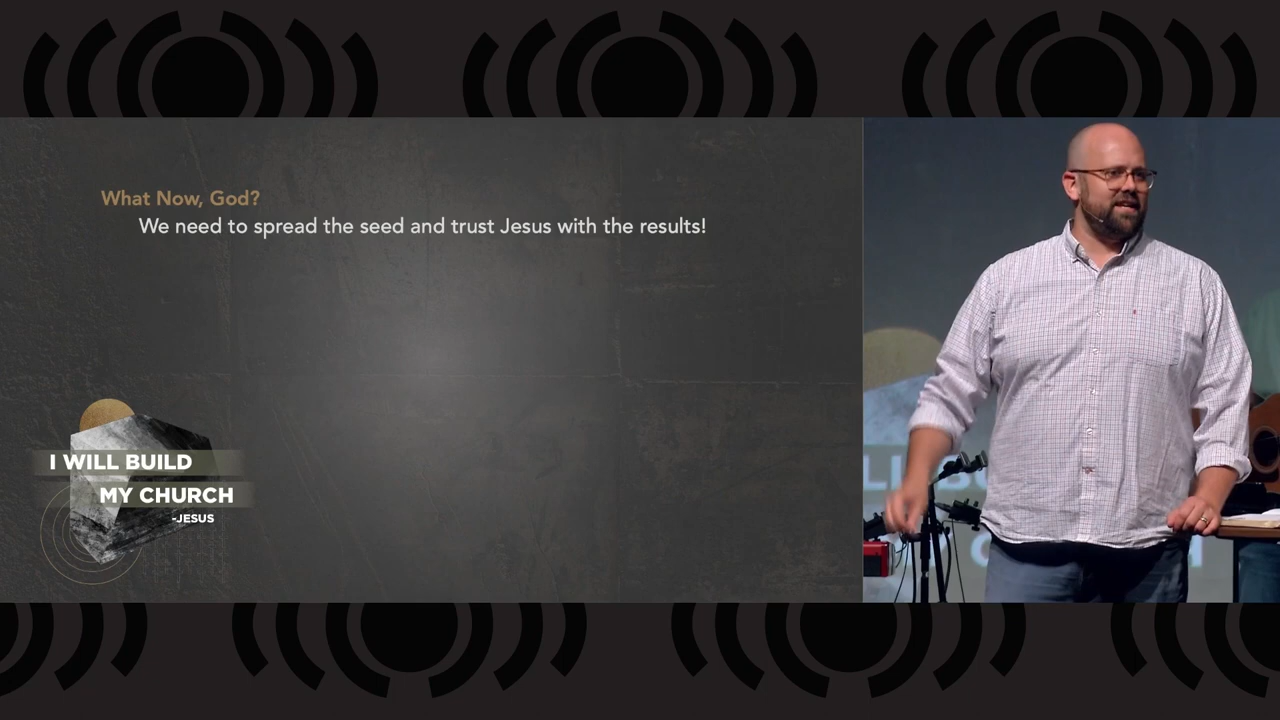 What Now, God?
We need to spread the seed and trust Jesus with the results!
I WILL BUILD
MY CHURCH
-JESUS